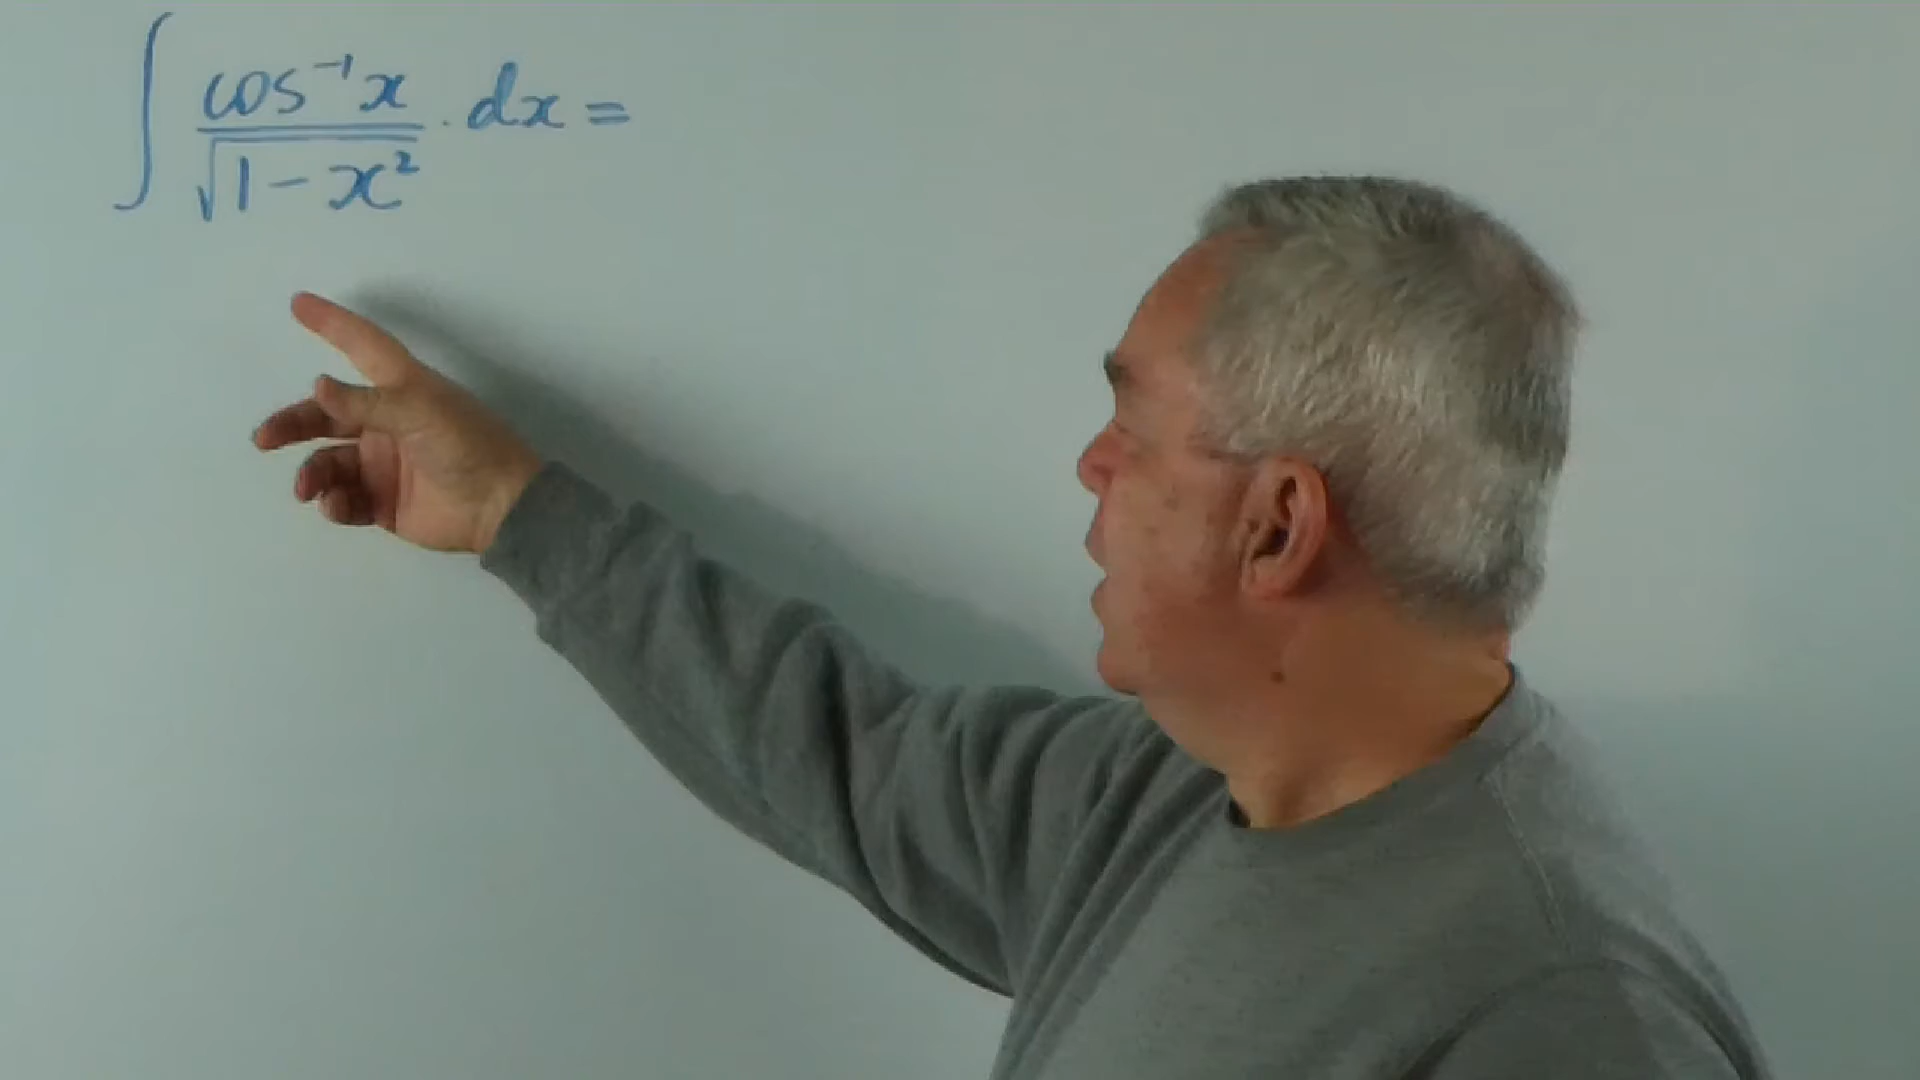 ∫ cos⁻¹x / √(1-x²) . dx =